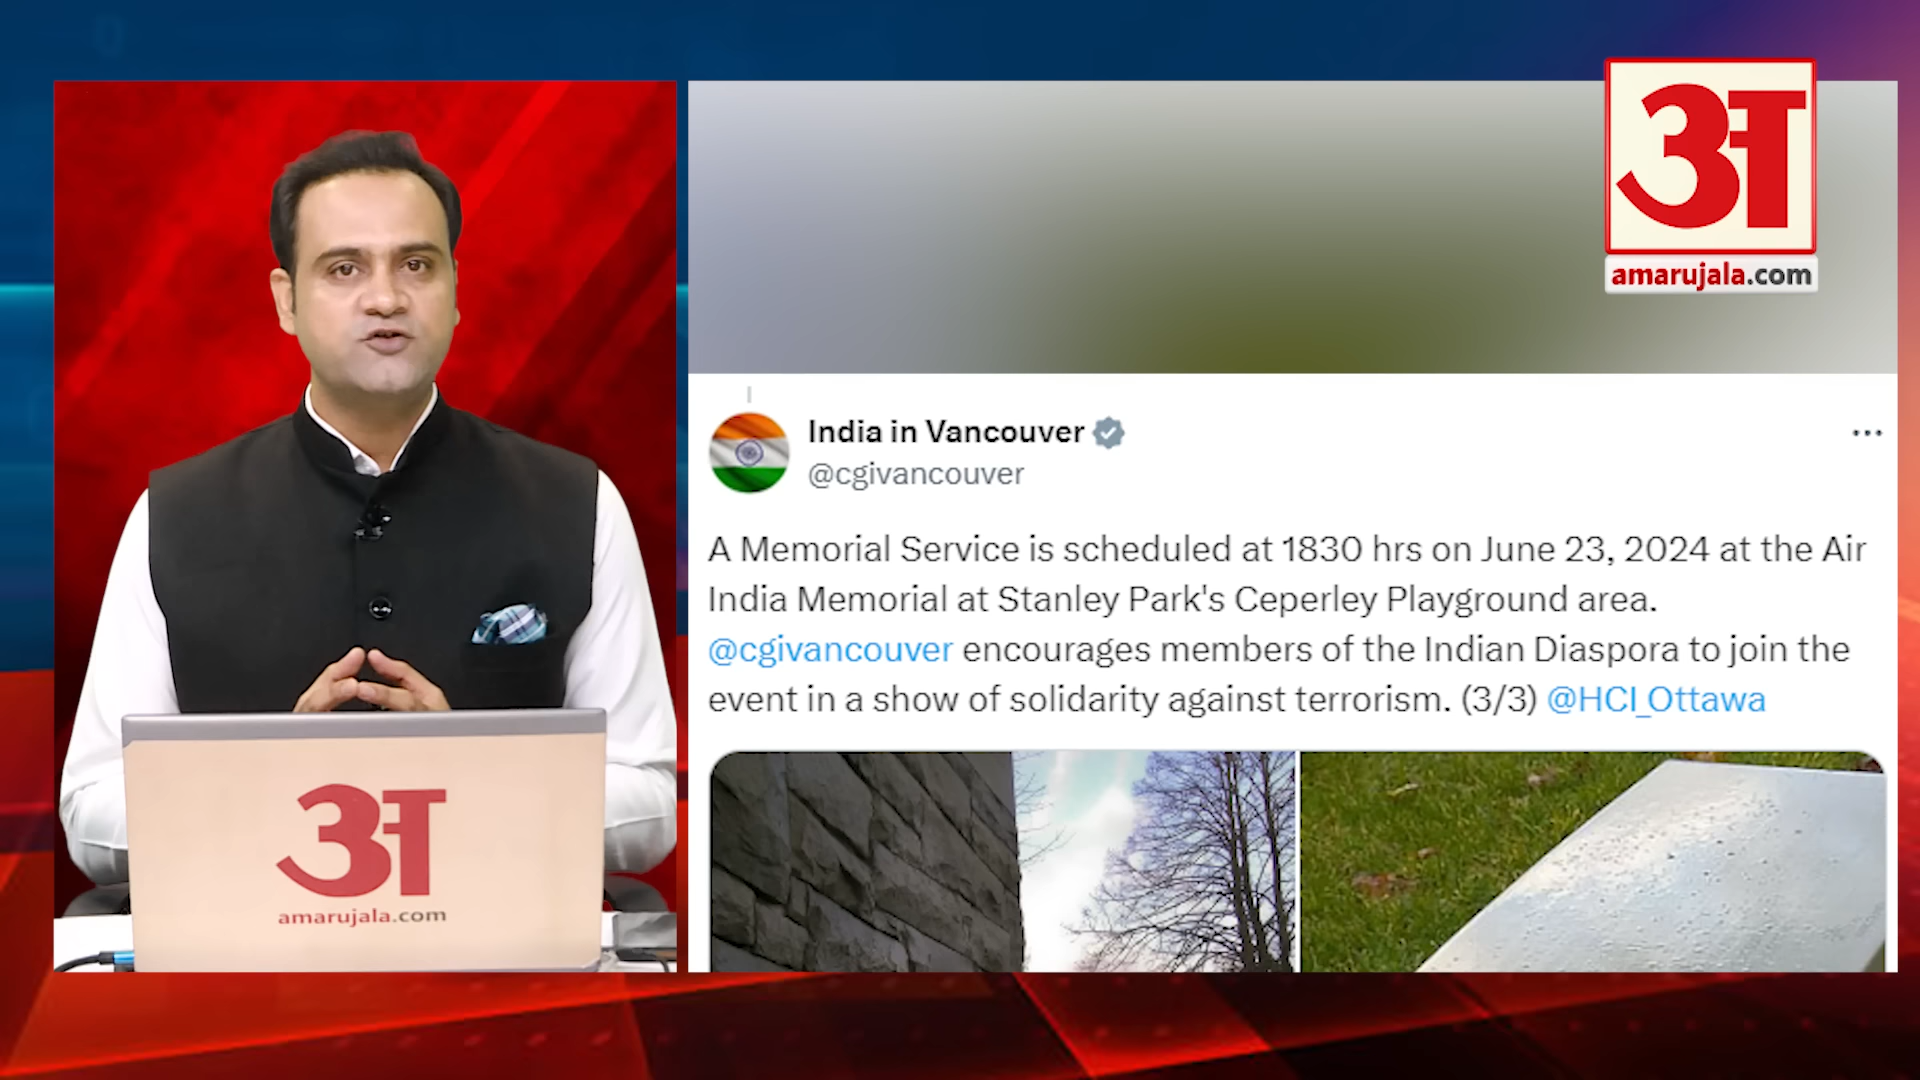 अ
amarujala.com
India in Vancouver
@cgivancouver
A Memorial Service is scheduled at 1830 hrs on June 23, 2024 at the Air
India Memorial at Stanley Park's Ceperley Playground area.
@cgivancouver encourages members of the Indian Diaspora to join the
event in a show of solidarity against terrorism. (3/3) @HCI_Ottawa
अ
amarujala.com